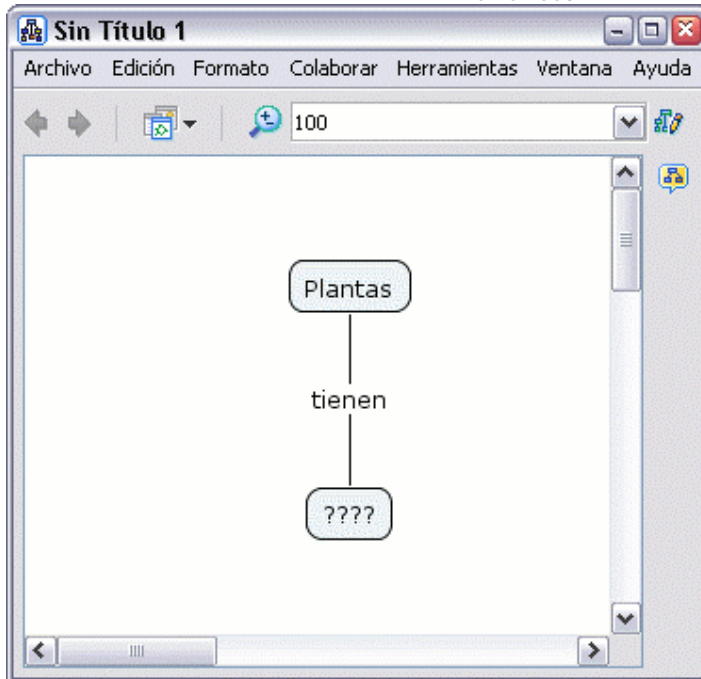 Sin Título 1
Archivo Edición Formato Colaborar Herramientas Ventana Ayuda
100
Plantas
tienen
????